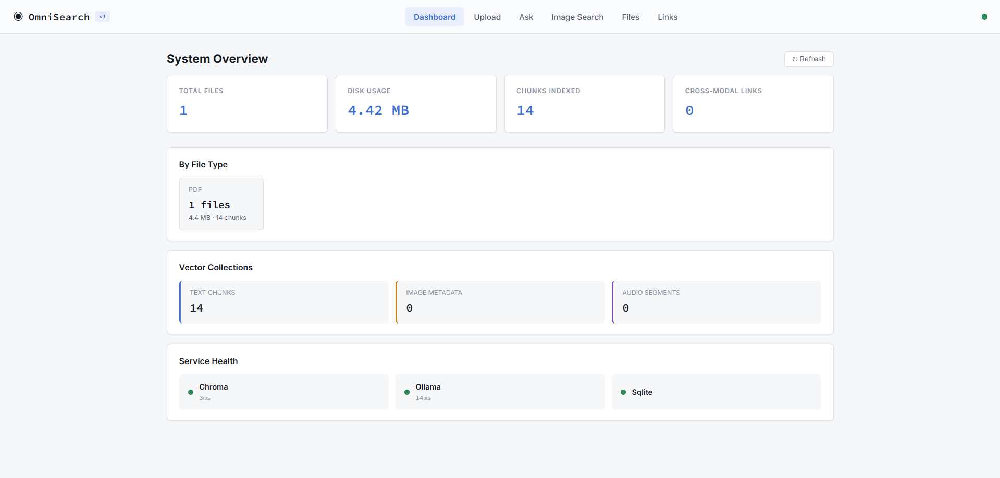 OmniSearch v1
Dashboard Upload Ask Image Search Files Links
System Overview
↻ Refresh
TOTAL FILES
1
DISK USAGE
4.42 MB
CHUNKS INDEXED
14
CROSS-MODAL LINKS
0
By File Type
PDF
1 files
4.4 MB · 14 chunks
Vector Collections
TEXT CHUNKS
14
IMAGE METADATA
0
AUDIO SEGMENTS
0
Service Health
Chroma
3ms
Ollama
14ms
Sqlite